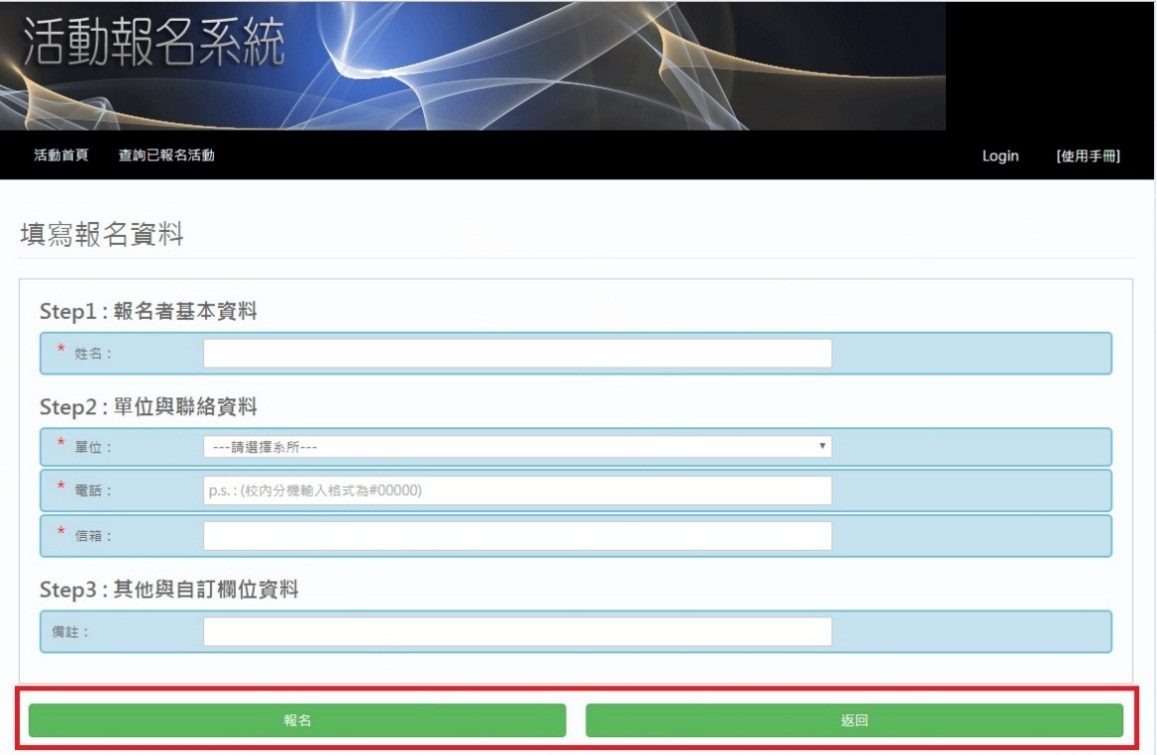 活動報名系統
活動首頁 查詢已報名活動 Login [使用手冊]
填寫報名資料
Step1 : 報名者基本資料
* 姓名 :
Step2 : 單位與聯絡資料
* 單位 : ---請選擇系所---
* 電話 : p.s. : (校內分機輸入格式為#00000)
* 信箱 :
Step3 : 其他與自訂欄位資料
備註 :
報名 返回